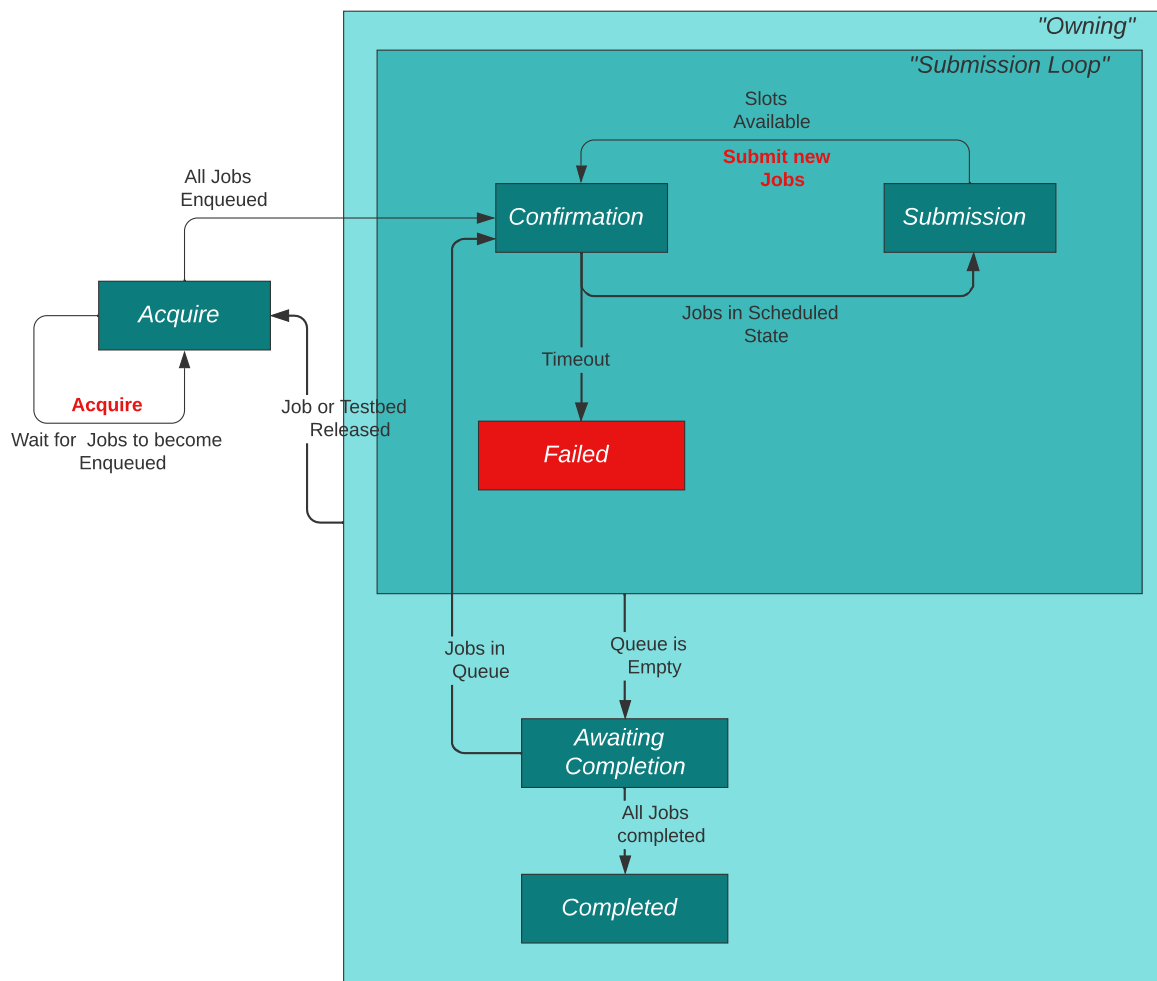 "Owning"
"Submission Loop"
Slots
Available
Submit new
Jobs
All Jobs
Enqueued
Confirmation
Submission
Acquire
Jobs in Scheduled
State
Timeout
Acquire
Job or Testbed
Released
Wait for  Jobs to become
Enqueued
Failed
Jobs in
Queue
Queue is
Empty
Awaiting
Completion
All Jobs
completed
Completed